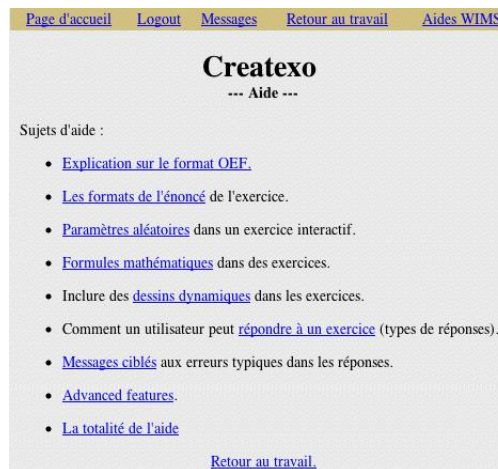 Page d'accueil Logout Messages Retour au travail Aides WIMS
Createxo
--- Aide ---
Sujets d'aide :
• Explication sur le format OEF.
• Les formats de l'énoncé de l'exercice.
• Paramètres aléatoires dans un exercice interactif.
• Formules mathématiques dans des exercices.
• Inclure des dessins dynamiques dans les exercices.
• Comment un utilisateur peut répondre à un exercice (types de réponses).
• Messages ciblés aux erreurs typiques dans les réponses.
• Advanced features.
• La totalité de l'aide
Retour au travail.